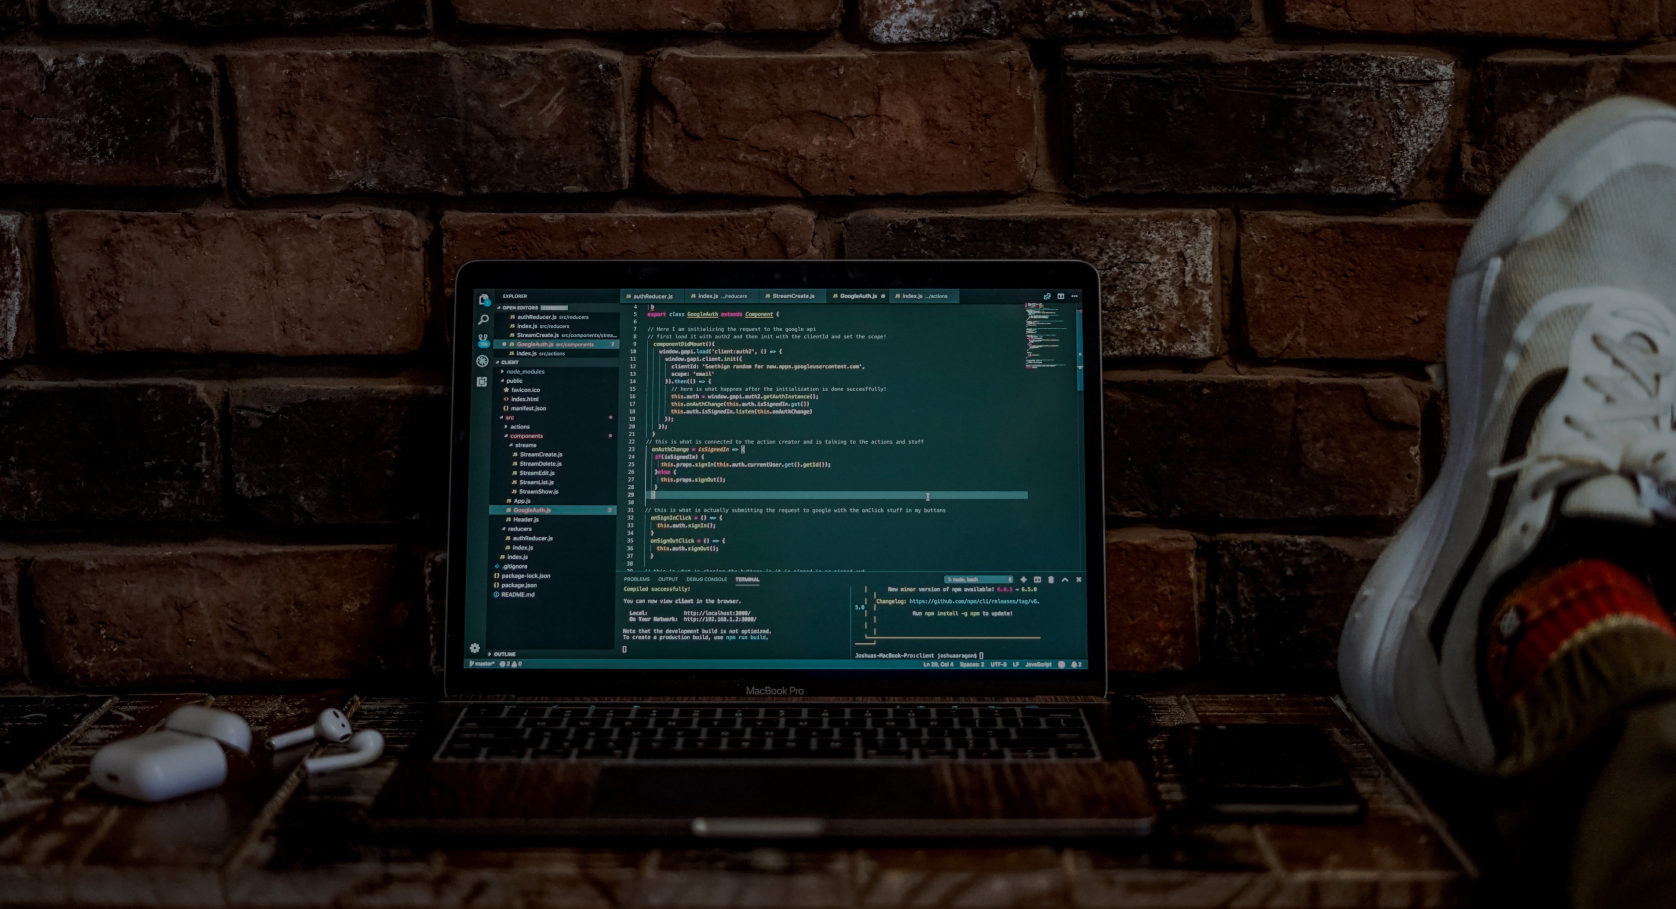 EXPLORER
OPEN EDITORS
authReducer.js src/reducers
index.js src/reducers
StreamCreate.js src/components/strea...
GoogleAuth.js src/components 2
index.js src/actions
CLIENT
node_modules
public
favicon.ico
index.html
manifest.json
src
actions
components
streams
StreamCreate.js
StreamDelete.js
StreamEdit.js
StreamList.js
StreamShow.js
App.js
GoogleAuth.js 2
Header.js
reducers
authReducer.js
index.js
index.js
.gitignore
package-lock.json
package.json
README.md
OUTLINE
authReducer.js index.js .../reducers StreamCreate.js GoogleAuth.js index.js .../actions
4 })
5 export class GoogleAuth extends Component {
6
7 // Here I am initializing the request to the google api
8 // first load it with auth2 and then init with the clientId and set the scope!
9 componentDidMount(){
10 window.gapi.load('client:auth2', () => {
11 window.gapi.client.init({
12 clientId: 'Somethign random for now.apps.googleusercontent.com',
13 scope: 'email'
14 }).then(() => {
15 // here is what happnes after the initialization is done succesffully!
16 this.auth = window.gapi.auth2.getAuthInstance();
17 this.onAuthChange(this.auth.isSignedIn.get())
18 this.auth.isSignedIn.listen(this.onAuthChange)
19 });
20 });
21 }
22 // this is what is connected to the action creator and is talking to the actions and stuff
23 onAuthChange = isSignedIn => {
24 if(isSignedIn) {
25 this.props.signIn(this.auth.currentUser.get().getId());
26 }else {
27 this.props.signOut();
28 }
29 }
30
31 // this is what is actually submitting the request to google with the onClick stuff in my buttons
32 onSignInClick = () => {
33 this.auth.signIn();
34 }
35 onSignOutClick = () => {
36 this.auth.signOut();
37 }
38
PROBLEMS OUTPUT DEBUG CONSOLE TERMINAL
1: node, bash
Compiled successfully!
You can now view client in the browser.
Local: http://localhost:3000/
On Your Network: http://192.168.1.2:3000/
Note that the development build is not optimized.
To create a production build, use npm run build.
New minor version of npm available! → 6.5.0
Changelog: https://github.com/npm/cli/releases/tag/v6.
5.0
Run npm install -g npm to update!
Joshuas-MacBook-Pro:client joshuaaragon$
master* 2 0
Ln 29, Col 4 Spaces: 2 UTF-8 LF JavaScript 2
MacBook Pro